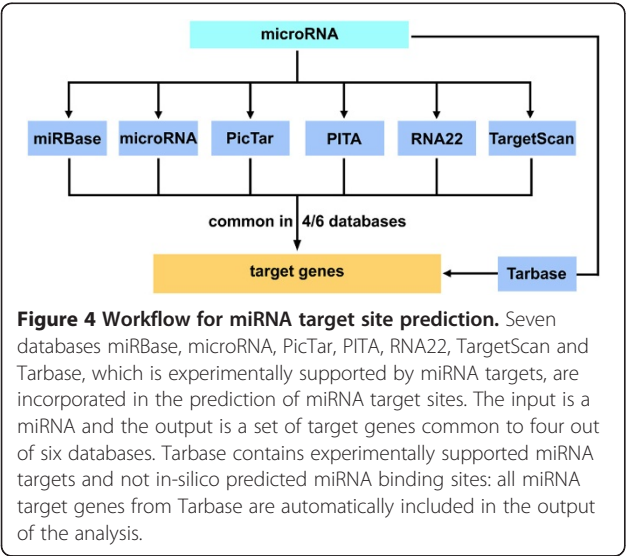 microRNA
miRBase microRNA PicTar PITA RNA22 TargetScan
common in 4/6 databases
target genes
Tarbase
Figure 4 Workflow for miRNA target site prediction. Seven
databases miRBase, microRNA, PicTar, PITA, RNA22, TargetScan and
Tarbase, which is experimentally supported by miRNA targets, are
incorporated in the prediction of miRNA target sites. The input is a
miRNA and the output is a set of target genes common to four out
of six databases. Tarbase contains experimentally supported miRNA
targets and not in-silico predicted miRNA binding sites: all miRNA
target genes from Tarbase are automatically included in the output
of the analysis.